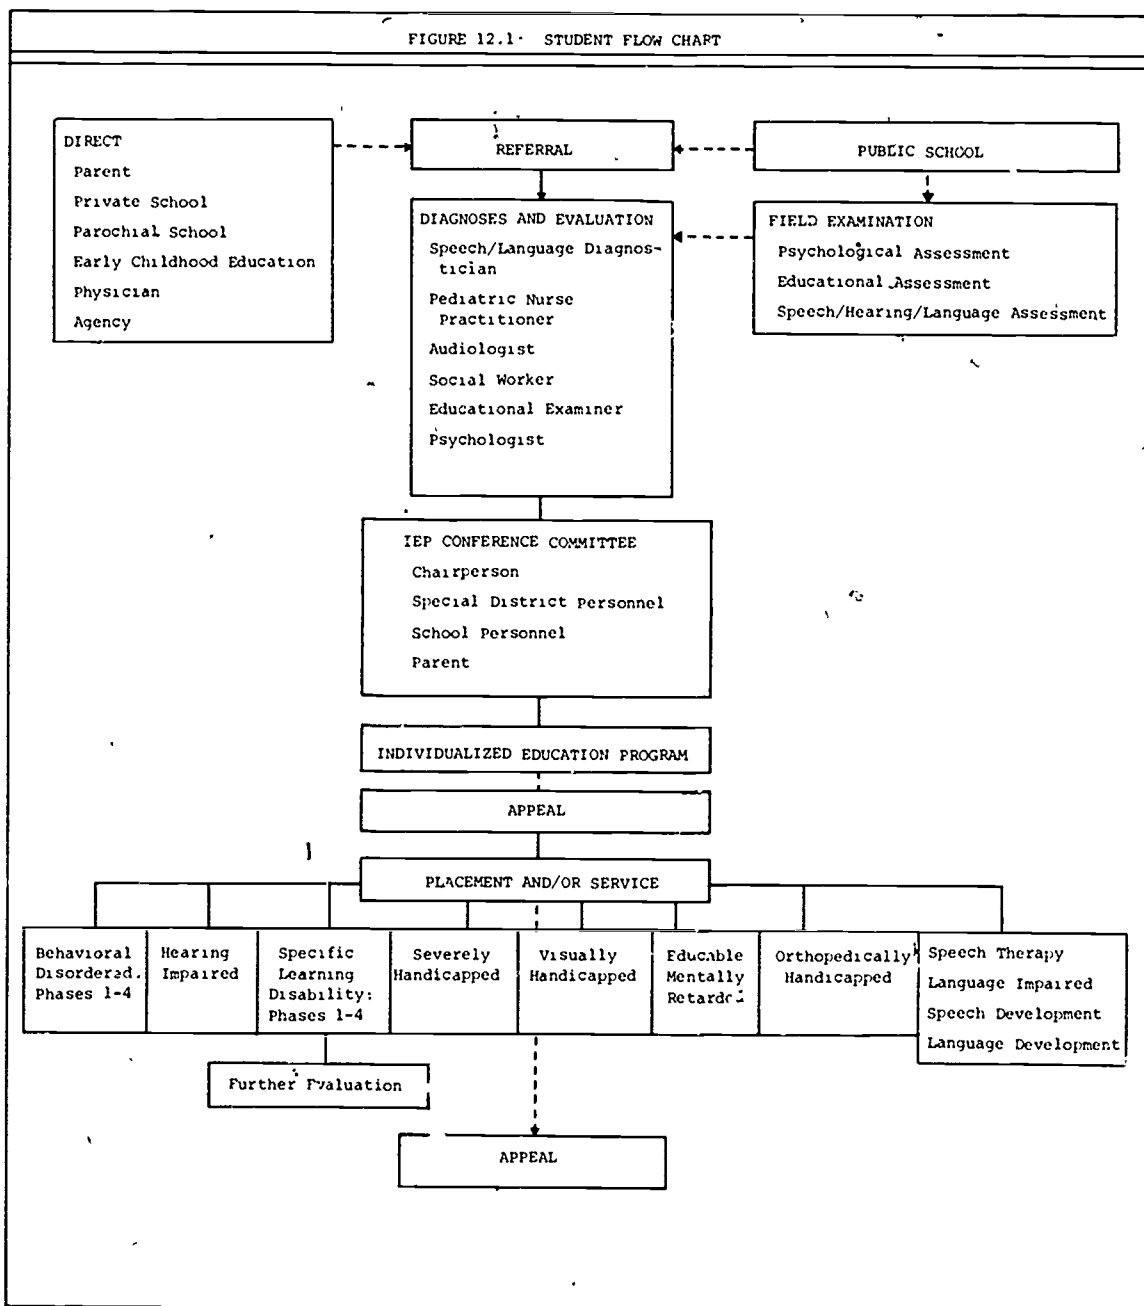 FIGURE 12.1· STUDENT FLOW CHART
DIRECT
Parent
Private School
Parochial School
Early Childhood Education
Physician
Agency
REFERRAL
PUBLIC SCHOOL
DIAGNOSES AND EVALUATION
Speech/Language Diagnos-
tician
Pediatric Nurse
Practitioner
Audiologist
Social Worker
Educational Examiner
Psychologist
FIELD EXAMINATION
Psychological Assessment
Educational Assessment
Speech/Hearing/Language Assessment
IEP CONFERENCE COMMITTEE
Chairperson
Special District Personnel
School Personnel
Parent
INDIVIDUALIZED EDUCATION PROGRAM
APPEAL
PLACEMENT AND/OR SERVICE
Behavioral
Disordered.
Phases 1-4
Hearing
Impaired
Specific
Learning
Disability:
Phases 1-4
Severely
Handicapped
Visually
Handicapped
Educable
Mentally
Retarded
Orthopedically
Handicapped
Speech Therapy
Language Impaired
Speech Development
Language Development
Further Evaluation
APPEAL